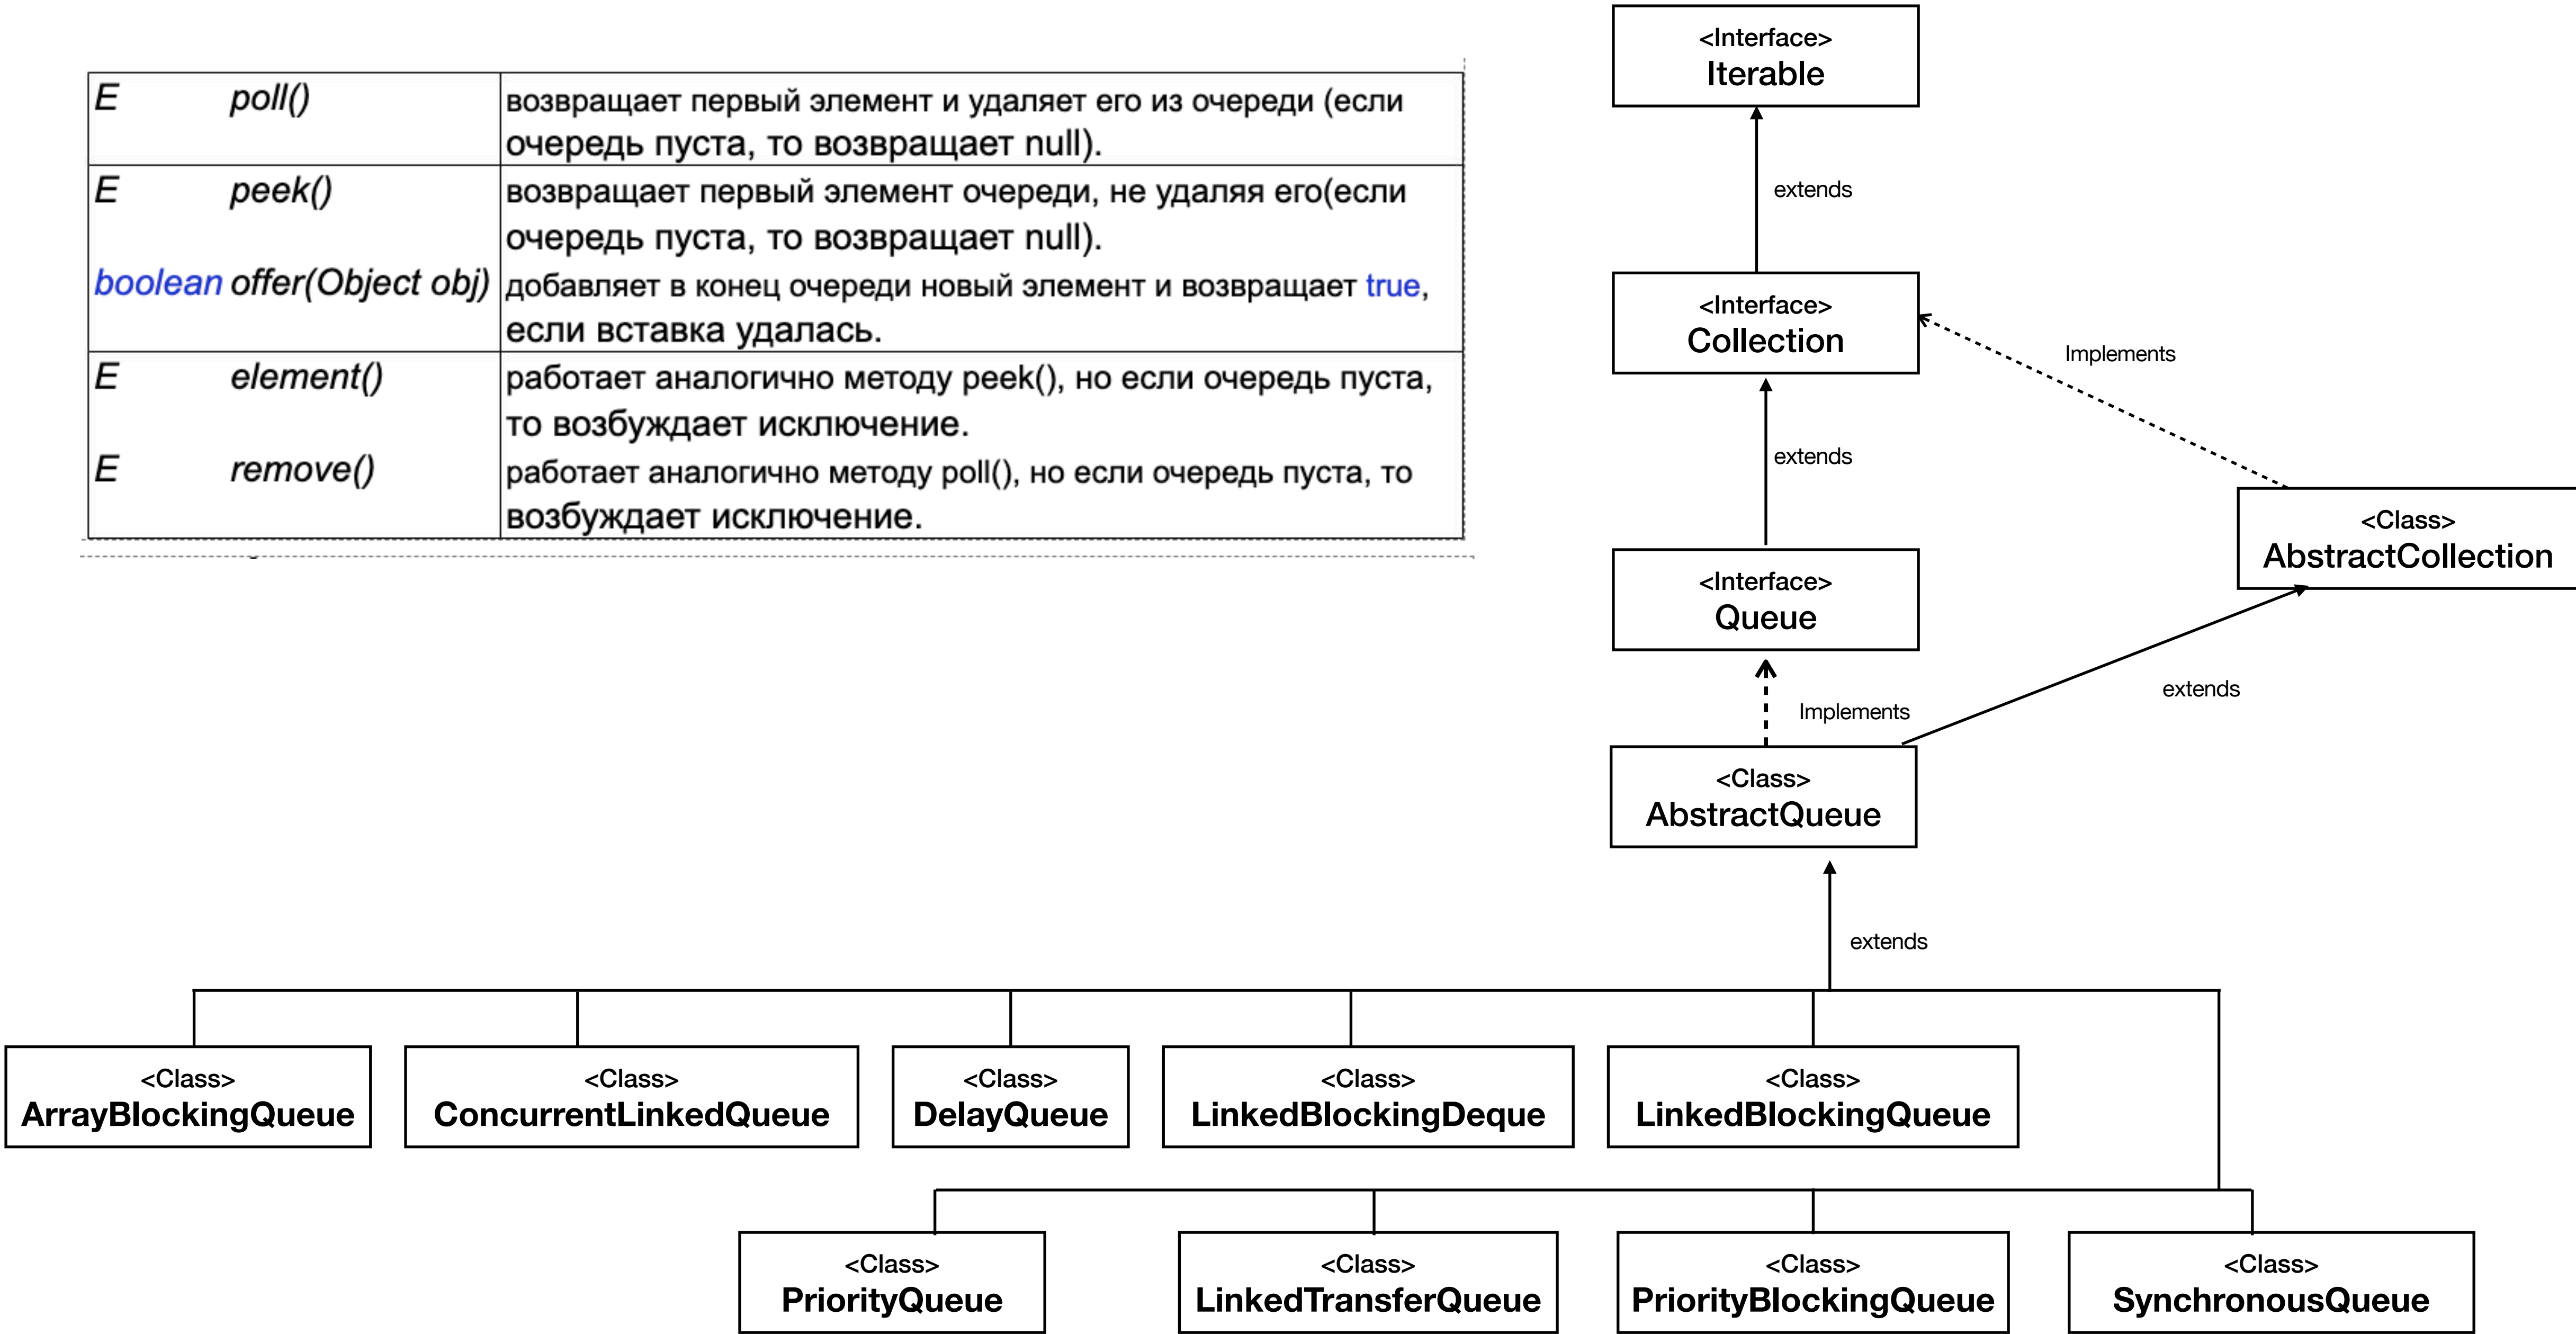 E poll() возвращает первый элемент и удаляет его из очереди (если
очередь пуста, то возвращает null).
E peek() возвращает первый элемент очереди, не удаляя его(если
очередь пуста, то возвращает null).
boolean offer(Object obj) добавляет в конец очереди новый элемент и возвращает true,
если вставка удалась.
E element() работает аналогично методу peek(), но если очередь пуста,
то возбуждает исключение.
E remove() работает аналогично методу poll(), но если очередь пуста, то
возбуждает исключение.
<Interface>
Iterable
extends
<Interface>
Collection
Implements
extends
<Class>
AbstractCollection
<Interface>
Queue
extends
Implements
<Class>
AbstractQueue
extends
<Class>
ArrayBlockingQueue
<Class>
ConcurrentLinkedQueue
<Class>
DelayQueue
<Class>
LinkedBlockingDeque
<Class>
LinkedBlockingQueue
<Class>
PriorityQueue
<Class>
LinkedTransferQueue
<Class>
PriorityBlockingQueue
<Class>
SynchronousQueue